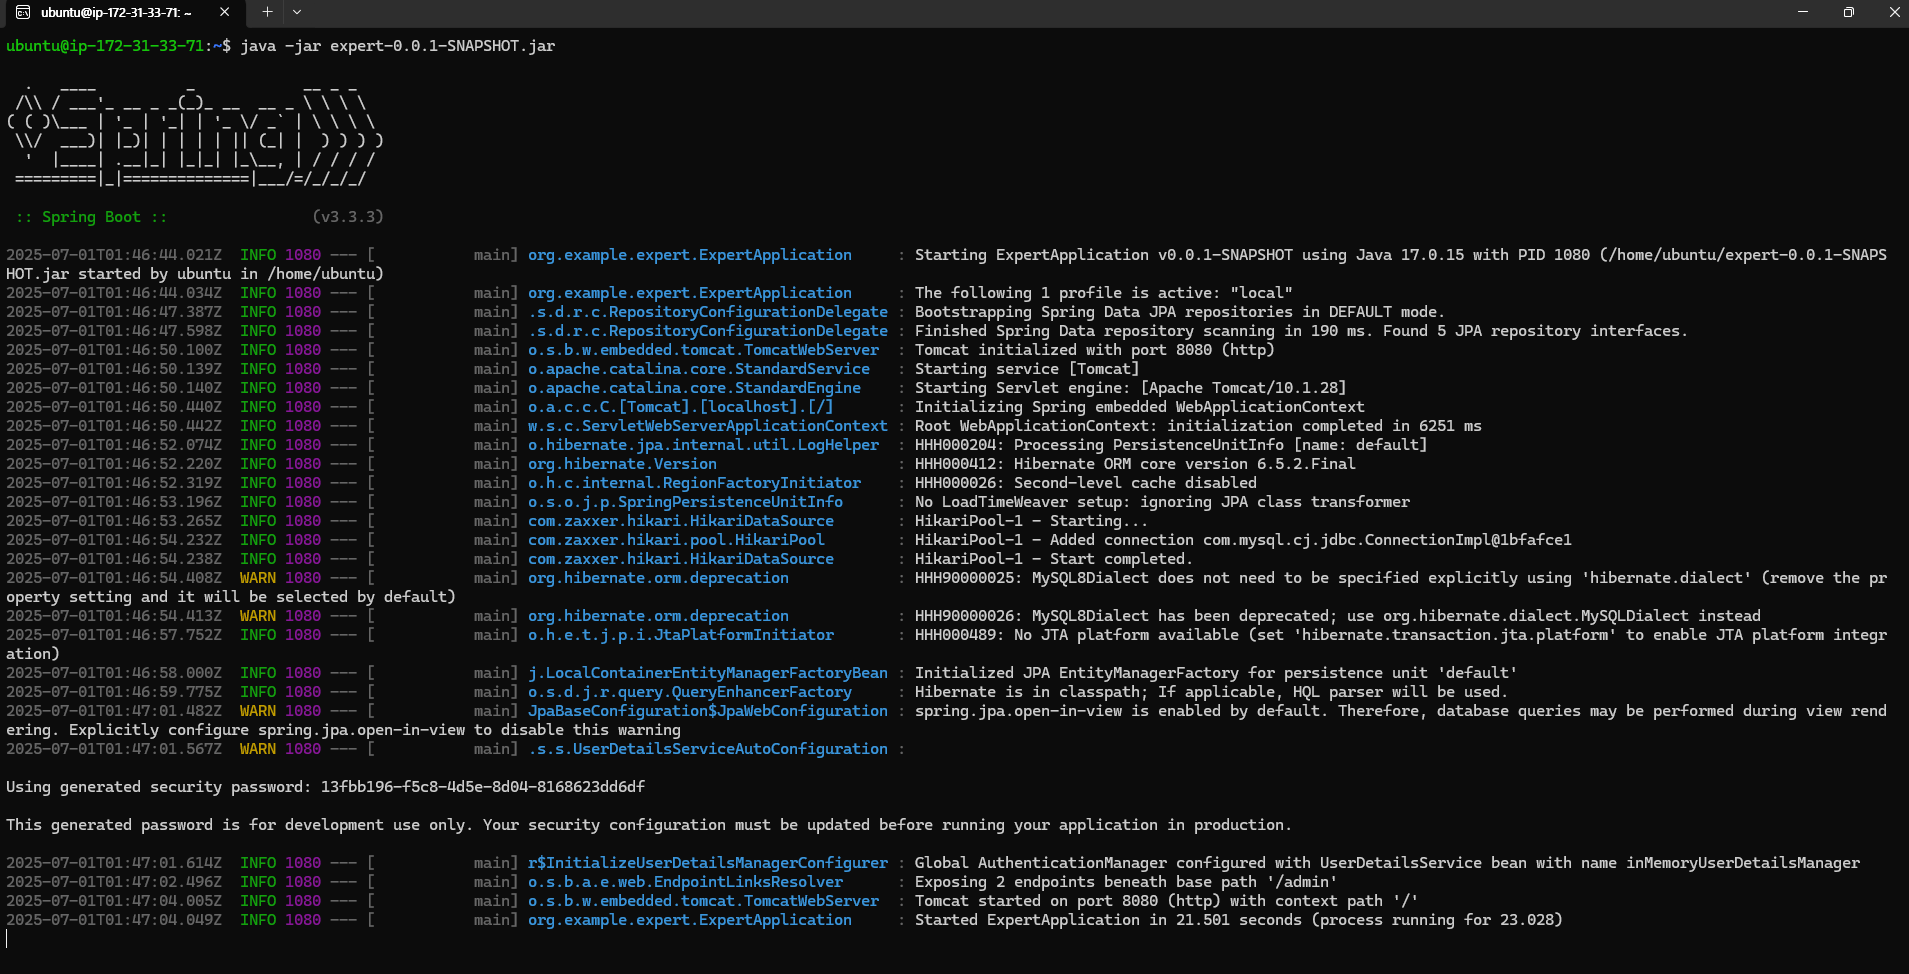 ubuntu@ip-172-31-33-71: ~
ubuntu@ip-172-31-33-71:~$ java -jar expert-0.0.1-SNAPSHOT.jar
  .   ____          _            __ _ _
 /\\ / ___'_ __ _ _(_)_ __  __ _ \ \ \ \
( ( )\___ | '_ | '_| | '_ \/ _` | \ \ \ \
 \\/  ___)| |_)| | | | | || (_| |  ) ) ) )
  '  |____| .__|_| |_|_| |_\__, | / / / /
 =========|_|==============|___/=/_/_/_/
 :: Spring Boot ::                (v3.3.3)
2025-07-01T01:46:44.021Z  INFO 1080 --- [           main] org.example.expert.ExpertApplication     : Starting ExpertApplication v0.0.1-SNAPSHOT using Java 17.0.15 with PID 1080 (/home/ubuntu/expert-0.0.1-SNAPS
HOT.jar started by ubuntu in /home/ubuntu)
2025-07-01T01:46:44.034Z  INFO 1080 --- [           main] org.example.expert.ExpertApplication     : The following 1 profile is active: "local"
2025-07-01T01:46:47.387Z  INFO 1080 --- [           main] .s.d.r.c.RepositoryConfigurationDelegate : Bootstrapping Spring Data JPA repositories in DEFAULT mode.
2025-07-01T01:46:47.598Z  INFO 1080 --- [           main] .s.d.r.c.RepositoryConfigurationDelegate : Finished Spring Data repository scanning in 190 ms. Found 5 JPA repository interfaces.
2025-07-01T01:46:50.100Z  INFO 1080 --- [           main] o.s.b.w.embedded.tomcat.TomcatWebServer  : Tomcat initialized with port 8080 (http)
2025-07-01T01:46:50.139Z  INFO 1080 --- [           main] o.apache.catalina.core.StandardService   : Starting service [Tomcat]
2025-07-01T01:46:50.140Z  INFO 1080 --- [           main] o.apache.catalina.core.StandardEngine    : Starting Servlet engine: [Apache Tomcat/10.1.28]
2025-07-01T01:46:50.440Z  INFO 1080 --- [           main] o.a.c.c.C.[Tomcat].[localhost].[/]       : Initializing Spring embedded WebApplicationContext
2025-07-01T01:46:50.442Z  INFO 1080 --- [           main] w.s.c.ServletWebServerApplicationContext : Root WebApplicationContext: initialization completed in 6251 ms
2025-07-01T01:46:52.074Z  INFO 1080 --- [           main] o.hibernate.jpa.internal.util.LogHelper  : HHH000204: Processing PersistenceUnitInfo [name: default]
2025-07-01T01:46:52.220Z  INFO 1080 --- [           main] org.hibernate.Version                    : HHH000412: Hibernate ORM core version 6.5.2.Final
2025-07-01T01:46:52.319Z  INFO 1080 --- [           main] o.h.c.internal.RegionFactoryInitiator    : HHH000026: Second-level cache disabled
2025-07-01T01:46:53.196Z  INFO 1080 --- [           main] o.s.o.j.p.SpringPersistenceUnitInfo      : No LoadTimeWeaver setup: ignoring JPA class transformer
2025-07-01T01:46:53.265Z  INFO 1080 --- [           main] com.zaxxer.hikari.HikariDataSource       : HikariPool-1 - Starting...
2025-07-01T01:46:54.232Z  INFO 1080 --- [           main] com.zaxxer.hikari.pool.HikariPool        : HikariPool-1 - Added connection com.mysql.cj.jdbc.ConnectionImpl@1bfafce1
2025-07-01T01:46:54.238Z  INFO 1080 --- [           main] com.zaxxer.hikari.HikariDataSource       : HikariPool-1 - Start completed.
2025-07-01T01:46:54.408Z  WARN 1080 --- [           main] org.hibernate.orm.deprecation            : HHH90000025: MySQL8Dialect does not need to be specified explicitly using 'hibernate.dialect' (remove the pr
operty setting and it will be selected by default)
2025-07-01T01:46:54.413Z  WARN 1080 --- [           main] org.hibernate.orm.deprecation            : HHH90000026: MySQL8Dialect has been deprecated; use org.hibernate.dialect.MySQLDialect instead
2025-07-01T01:46:57.752Z  INFO 1080 --- [           main] o.h.e.t.j.p.i.JtaPlatformInitiator       : HHH000489: No JTA platform available (set 'hibernate.transaction.jta.platform' to enable JTA platform integr
ation)
2025-07-01T01:46:58.000Z  INFO 1080 --- [           main] j.LocalContainerEntityManagerFactoryBean : Initialized JPA EntityManagerFactory for persistence unit 'default'
2025-07-01T01:46:59.775Z  INFO 1080 --- [           main] o.s.d.j.r.query.QueryEnhancerFactory     : Hibernate is in classpath; If applicable, HQL parser will be used.
2025-07-01T01:47:01.482Z  WARN 1080 --- [           main] JpaBaseConfiguration$JpaWebConfiguration : spring.jpa.open-in-view is enabled by default. Therefore, database queries may be performed during view rend
ering. Explicitly configure spring.jpa.open-in-view to disable this warning
2025-07-01T01:47:01.567Z  WARN 1080 --- [           main] .s.s.UserDetailsServiceAutoConfiguration :
Using generated security password: 13fbb196-f5c8-4d5e-8d04-8168623dd6df
This generated password is for development use only. Your security configuration must be updated before running your application in production.
2025-07-01T01:47:01.614Z  INFO 1080 --- [           main] r$InitializeUserDetailsManagerConfigurer : Global AuthenticationManager configured with UserDetailsService bean with name inMemoryUserDetailsManager
2025-07-01T01:47:02.496Z  INFO 1080 --- [           main] o.s.b.a.e.web.EndpointLinksResolver      : Exposing 2 endpoints beneath base path '/admin'
2025-07-01T01:47:04.005Z  INFO 1080 --- [           main] o.s.b.w.embedded.tomcat.TomcatWebServer  : Tomcat started on port 8080 (http) with context path '/'
2025-07-01T01:47:04.049Z  INFO 1080 --- [           main] org.example.expert.ExpertApplication     : Started ExpertApplication in 21.501 seconds (process running for 23.028)